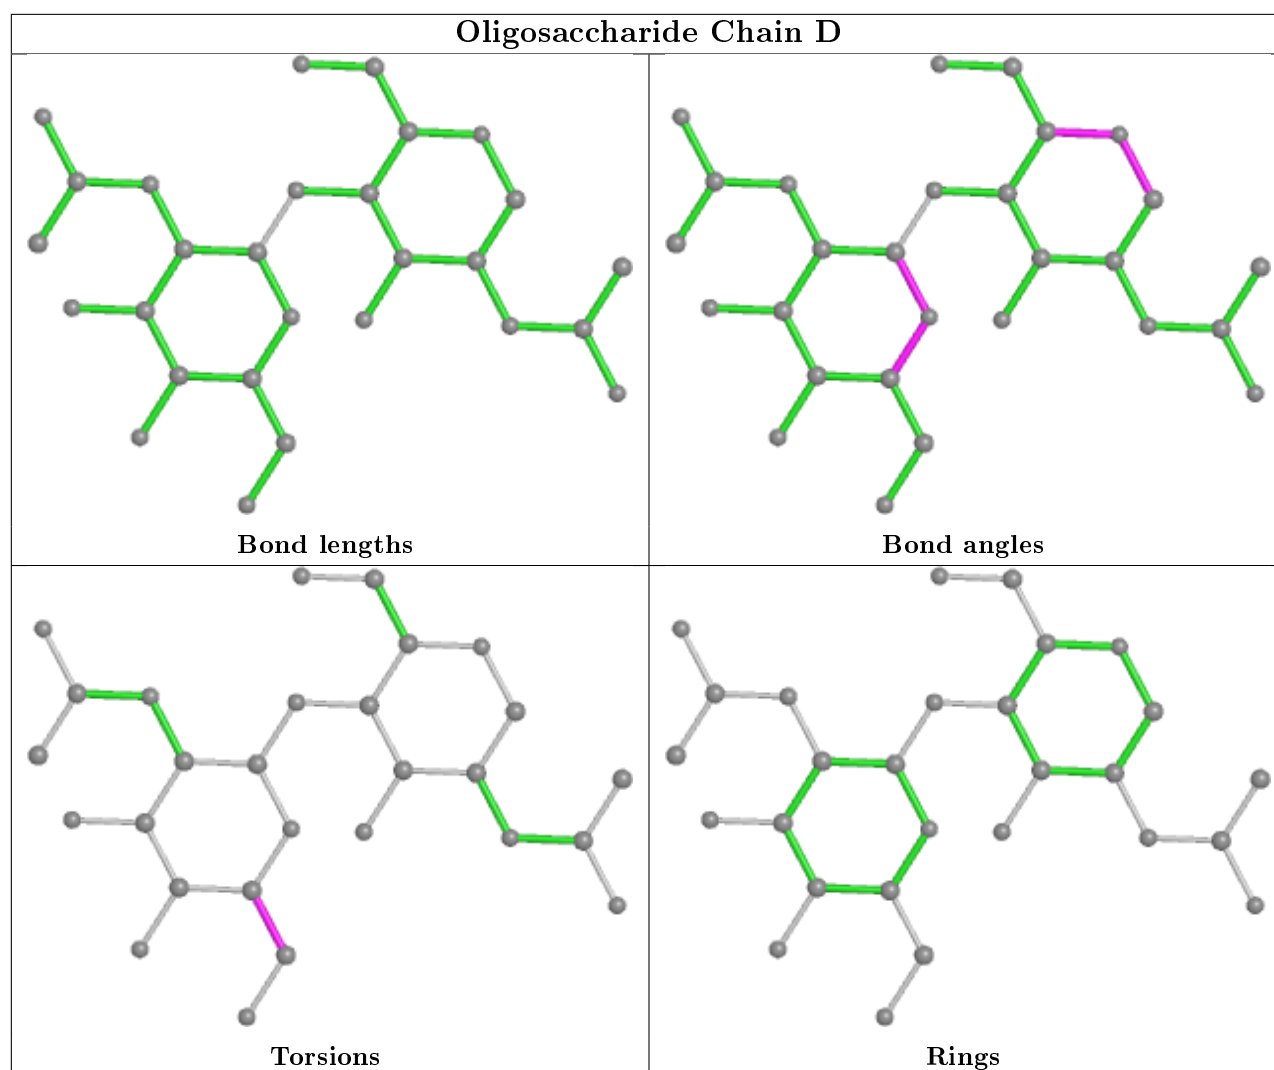 Oligosaccharide Chain D
Bond lengths
Bond angles
Torsions
Rings